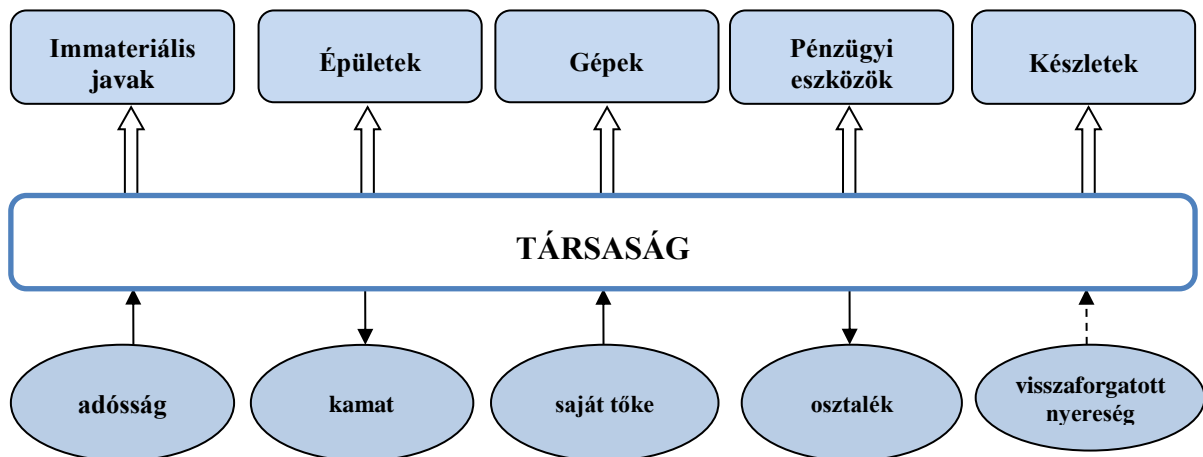 Immateriális
javak
Épületek
Gépek
Pénzügyi
eszközök
Készletek
TÁRSASÁG
adósság
kamat
saját tőke
osztalék
visszaforgatott
nyereség